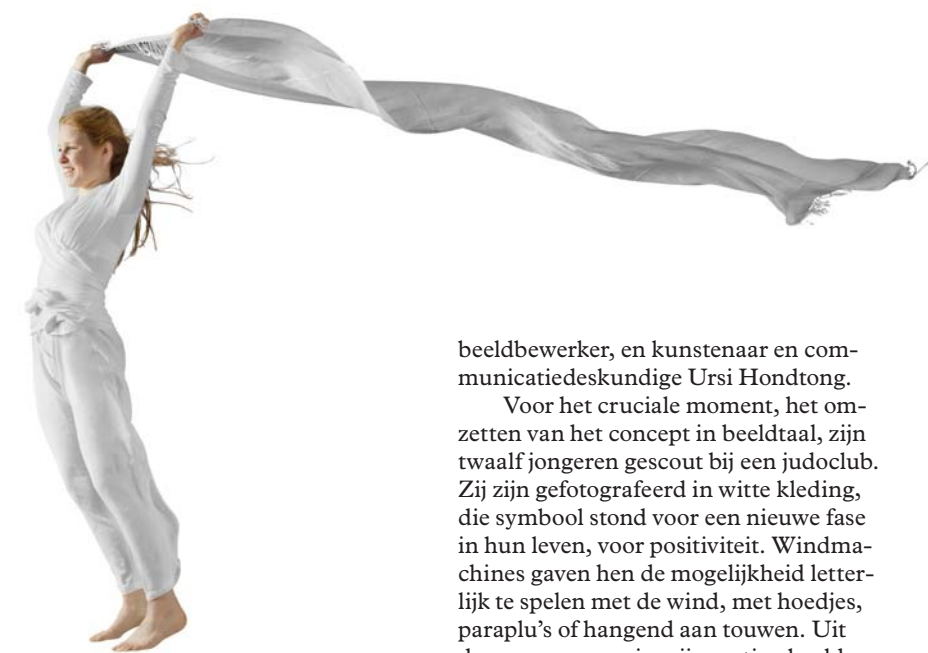 beeldbewerker, en kunstenaar en com-
municatiedeskundige Ursi Hondtong.
Voor het cruciale moment, het om-
zetten van het concept in beeldtaal, zijn
twaalf jongeren gescout bij een judoclub.
Zij zijn gefotografeerd in witte kleding,
die symbool stond voor een nieuwe fase
in hun leven, voor positiviteit. Windma-
chines gaven hen de mogelijkheid letter-
lijk te spelen met de wind, met hoedjes,
paraplu's of hangend aan touwen. Uit